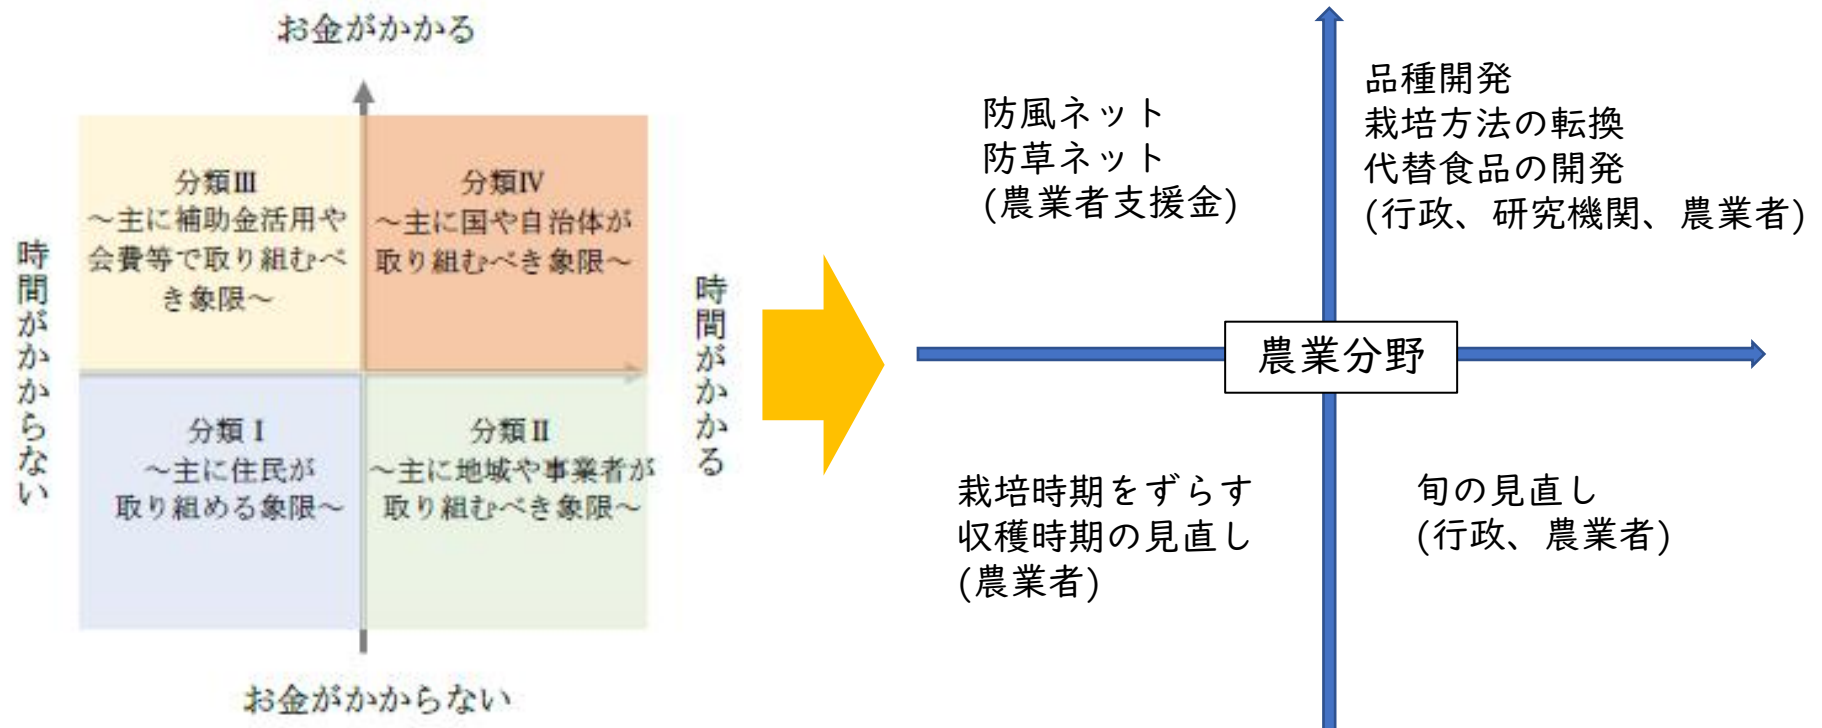 お金がかかる
時間がかからない
分類Ⅲ
～主に補助金活用や
会費等で取り組むべ
き象限～
分類Ⅳ
～主に国や自治体が
取り組むべき象限～
分類Ⅰ
～主に住民が
取り組める象限～
分類Ⅱ
～主に地域や事業者が
取り組むべき象限～
時間がかかる
お金がかからない
防風ネット
防草ネット
(農業者支援金)
品種開発
栽培方法の転換
代替食品の開発
(行政、研究機関、農業者)
農業分野
栽培時期をずらす
収穫時期の見直し
(農業者)
旬の見直し
(行政、農業者)